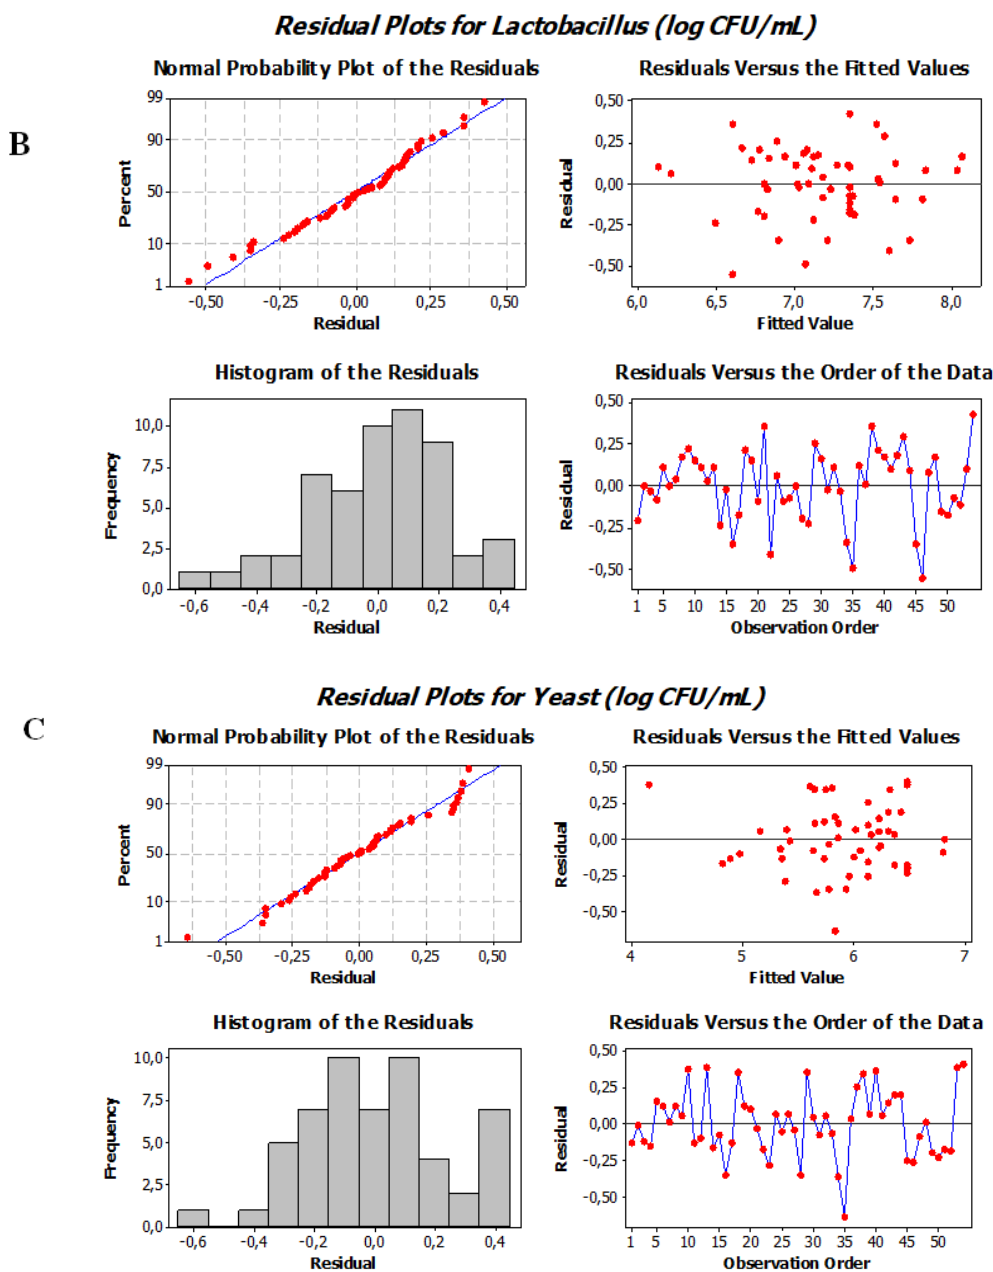 Residual Plots for Lactobacillus (log CFU/mL)
B
Normal Probability Plot of the Residuals
99
90
50
10
1
Percent
-0,50 -0,25 0,00 0,25 0,50
Residual
Residuals Versus the Fitted Values
0,50
0,25
0,00
-0,25
-0,50
Residual
6,0 6,5 7,0 7,5 8,0
Fitted Value
Histogram of the Residuals
10,0
7,5
5,0
2,5
0,0
Frequency
-0,6 -0,4 -0,2 0,0 0,2 0,4
Residual
Residuals Versus the Order of the Data
0,50
0,25
0,00
-0,25
-0,50
Residual
1 5 10 15 20 25 30 35 40 45 50
Observation Order
Residual Plots for Yeast (log CFU/mL)
C
Normal Probability Plot of the Residuals
99
90
50
10
1
Percent
-0,50 -0,25 0,00 0,25 0,50
Residual
Residuals Versus the Fitted Values
0,50
0,25
0,00
-0,25
-0,50
Residual
4 5 6 7
Fitted Value
Histogram of the Residuals
10,0
7,5
5,0
2,5
0,0
Frequency
-0,6 -0,4 -0,2 0,0 0,2 0,4
Residual
Residuals Versus the Order of the Data
0,50
0,25
0,00
-0,25
-0,50
Residual
1 5 10 15 20 25 30 35 40 45 50
Observation Order